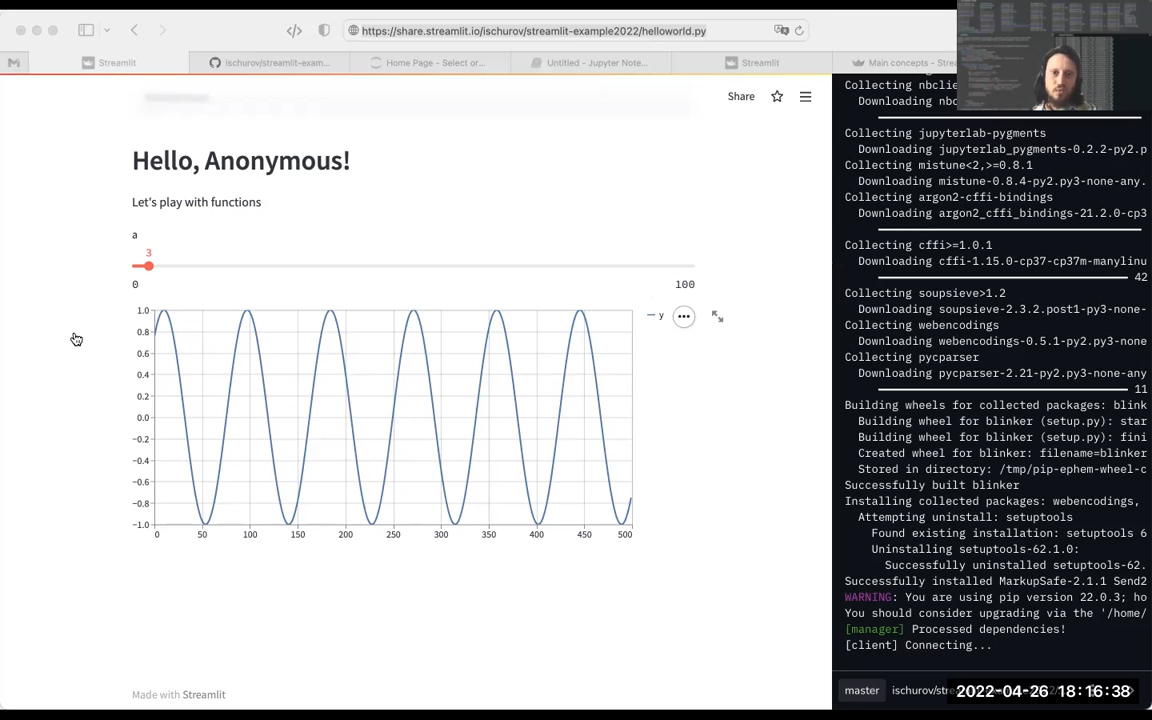 https://share.streamlit.io/ischurov/streamlit-example2022/helloworld.py
Streamlit
ischurov/streamlit-exam...
Home Page - Select or...
Untitled - Jupyter Note...
Streamlit
Main concepts — Stre
Share
Hello, Anonymous!
Let's play with functions
a
3
0
100
y
1.0
0.8
0.6
0.4
0.2
0.0
−0.2
−0.4
−0.6
−0.8
−1.0
0 50 100 150 200 250 300 350 400 450 500
Made with Streamlit
Collecting nbclie
Downloading nbc
Collecting jupyterlab-pygments
Downloading jupyterlab_pygments-0.2.2-py2.p
Collecting mistune<2,>=0.8.1
Downloading mistune-0.8.4-py2.py3-none-any.
Collecting argon2-cffi-bindings
Downloading argon2_cffi_bindings-21.2.0-cp3
Collecting cffi>=1.0.1
Downloading cffi-1.15.0-cp37-cp37m-manylinu
42
Collecting soupsieve>1.2
Downloading soupsieve-2.3.2.post1-py3-none-
Collecting webencodings
Downloading webencodings-0.5.1-py2.py3-none
Collecting pycparser
Downloading pycparser-2.21-py2.py3-none-any
11
Building wheels for collected packages: blink
Building wheel for blinker (setup.py): star
Building wheel for blinker (setup.py): fini
Created wheel for blinker: filename=blinker
Stored in directory: /tmp/pip-ephem-wheel-c
Successfully built blinker
Installing collected packages: webencodings,
Attempting uninstall: setuptools
Found existing installation: setuptools 6
Uninstalling setuptools-62.1.0:
Successfully uninstalled setuptools-62.
Successfully installed MarkupSafe-2.1.1 Send2
WARNING: You are using pip version 22.0.3; ho
You should consider upgrading via the '/home/
[manager] Processed dependencies!
[client] Connecting...
master ischurov/stre
2022-04-26 18:16:38